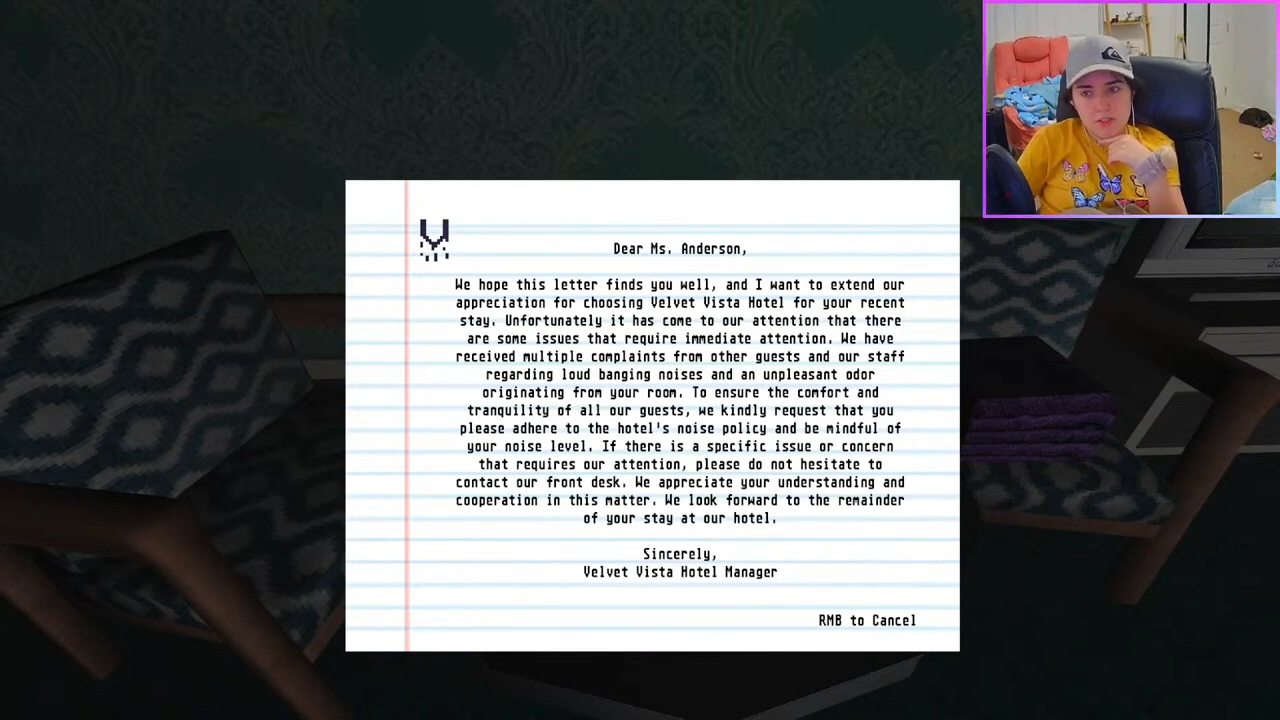 Dear Ms. Anderson,
We hope this letter finds you well, and I want to extend our
appreciation for choosing Velvet Vista Hotel for your recent
stay. Unfortunately it has come to our attention that there
are some issues that require immediate attention. We have
received multiple complaints from other guests and our staff
regarding loud banging noises and an unpleasant odor
originating from your room. To ensure the comfort and
tranquility of all our guests, we kindly request that you
please adhere to the hotel's noise policy and be mindful of
your noise level. If there is a specific issue or concern
that requires our attention, please do not hesitate to
contact our front desk. We appreciate your understanding and
cooperation in this matter. We look forward to the remainder
of your stay at our hotel.
Sincerely,
Velvet Vista Hotel Manager
RMB to Cancel